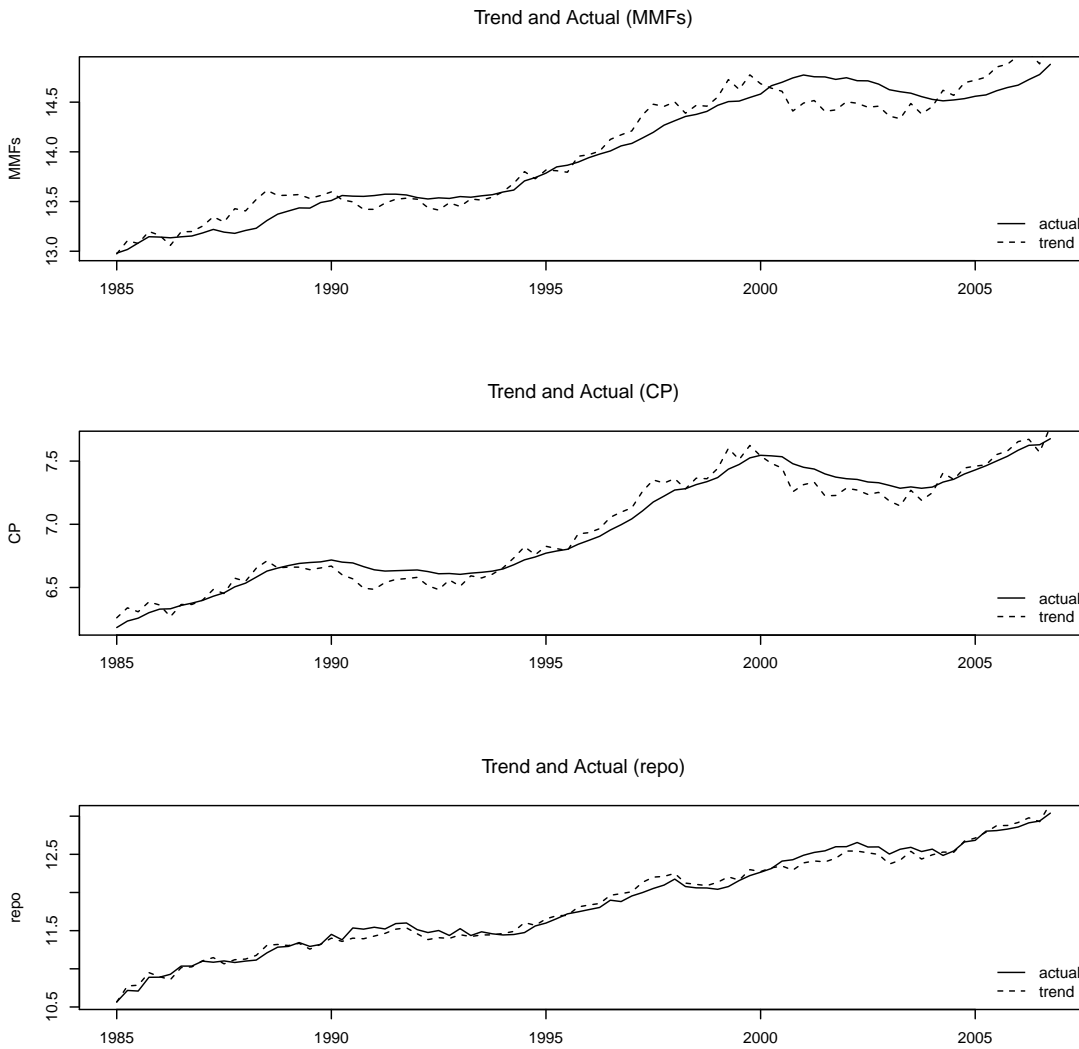 Trend and Actual (MMFs)
MMFs
14.5
14.0
13.5
13.0
actual
trend
1985
1990
1995
2000
2005
Trend and Actual (CP)
CP
7.5
7.0
6.5
actual
trend
1985
1990
1995
2000
2005
Trend and Actual (repo)
repo
12.5
11.5
10.5
actual
trend
1985
1990
1995
2000
2005